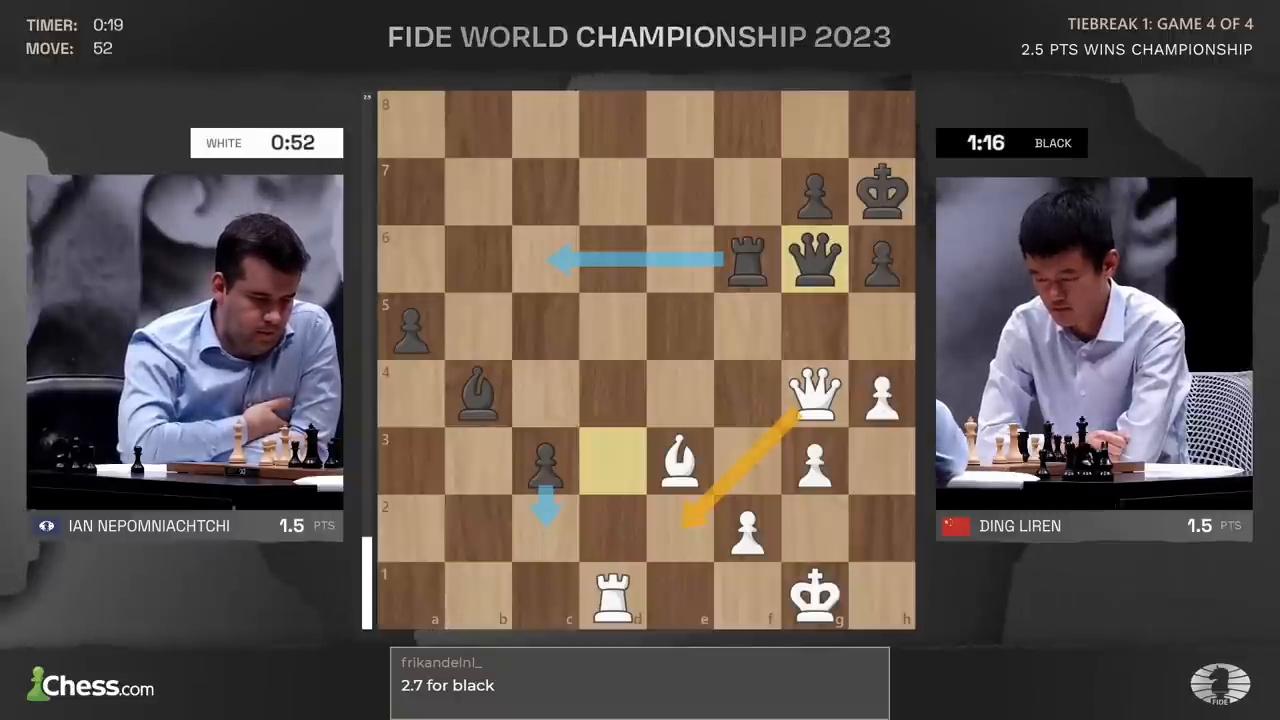 TIMER: 0:19
MOVE: 52
FIDE WORLD CHAMPIONSHIP 2023
TIEBREAK 1: GAME 4 OF 4
2.5 PTS WINS CHAMPIONSHIP
WHITE 0:52
1:16 BLACK
2.5
8
7
6
5
4
3
2
1
a b c d e f g h
IAN NEPOMNIACHTCHI 1.5 PTS
DING LIREN 1.5 PTS
frikandelnl_
2.7 for black
Chess.com
FIDE